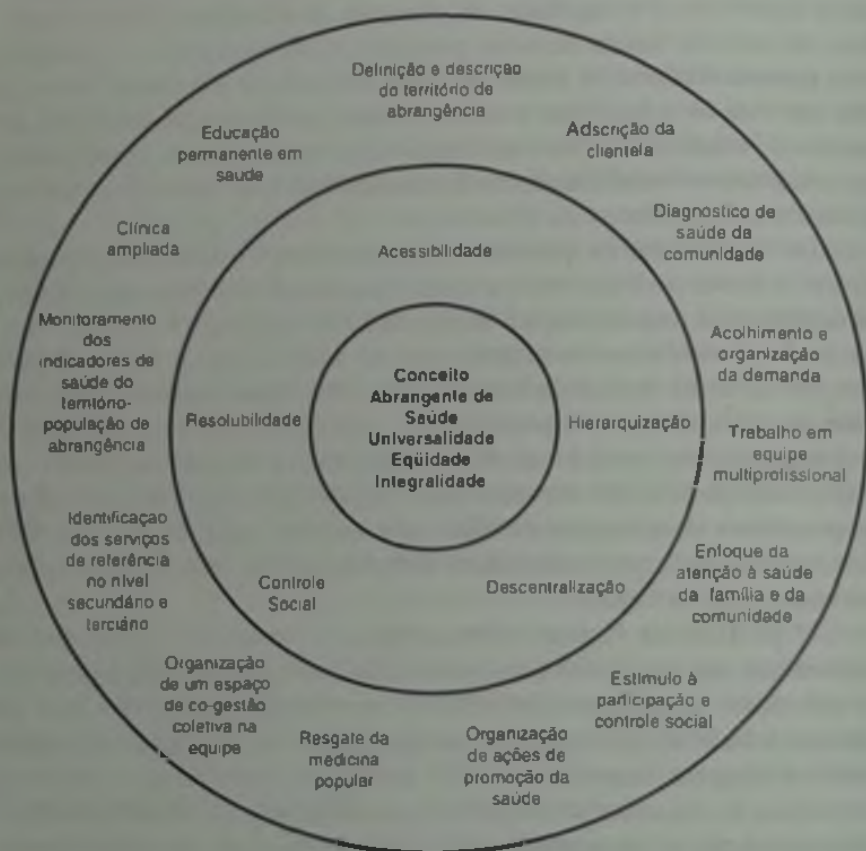 Definição e descrição
do território de
abrangência
Adscrição da
clientela
Diagnostico de
saúde da
comunidade
Acolhimento e
organização
da demanda
Trabalho em
equipe
multiprofissional
Enfoque da
atenção à saúde
da família e da
comunidade
Estímulo à
participação e
controle social
Organização
de ações de
promoção da
saúde
Resgate da
medicina
popular
Organização
de um espaço
de co-gestão
coletiva na
equipe
Identificação
dos serviços
de referência
no nível
secundário e
terciário
Monitoramento
dos
indicadores de
saúde do
território-
população de
abrangência
Clínica
ampliada
Educação
permanente em
saude
Acessibilidade
Hierarquização
Descentralização
Controle
Social
Resolubilidade
Conceito
Abrangente de
Saúde
Universalidade
Eqüidade
Integralidade